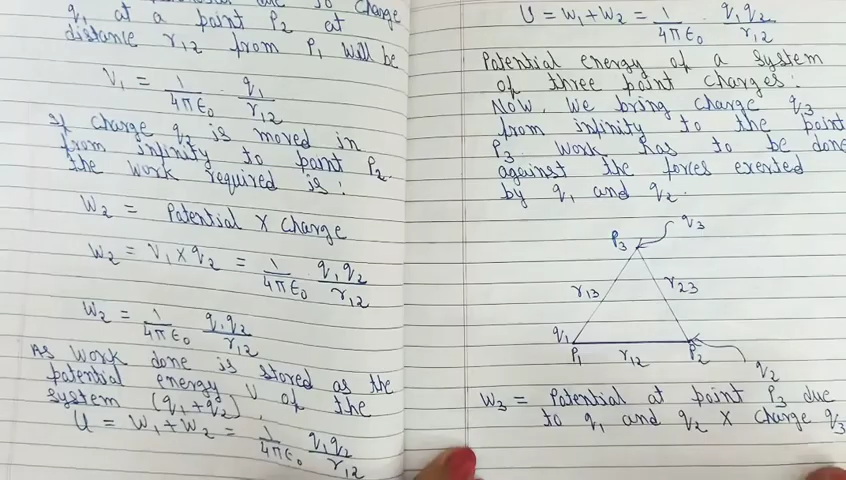 q₁ at a point P₂ at
distance r₁₂ from P₁ will be
V₁ = 1/4πε₀ · q₁/r₁₂
If charge q₂ is moved in
from infinity to point P₂.
the work required is:
W₂ = Potential × Charge
W₂ = V₁ × q₂ = 1/4πε₀ q₁q₂/r₁₂
W₂ = 1/4πε₀ q₁q₂/r₁₂
As work done is stored as the
potential energy U of the
system (q₁+q₂),
U = W₁+W₂ = 1/4πε₀ q₁q₂/r₁₂
U = W₁+W₂ = 1/4πε₀ · q₁q₂/r₁₂
Potential energy of a system
of three point charges:
Now, we bring charge q₃
from infinity to the point
P₃. Work has to be done
against the forces exerted
by q₁ and q₂.
q₃
P₃
r₁₃ r₂₃
q₁
P₁ r₁₂ P₂
q₂
W₃ = Potential at point P₃ due
to q₁ and q₂ × charge q₃